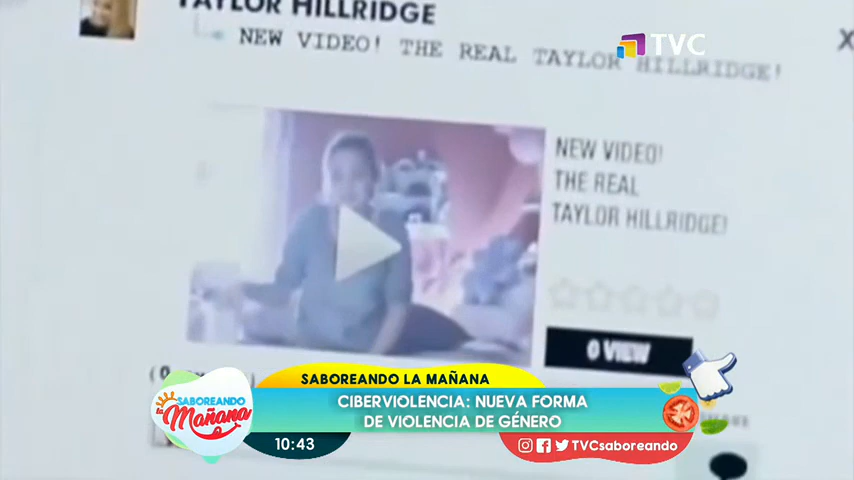 TAYLOR HILLRIDGE
NEW VIDEO! THE REAL TAYLOR HILLRIDGE!
X
TVC
NEW VIDEO!
THE REAL
TAYLOR HILLRIDGE!
0 VIEW
SABOREANDO LA MAÑANA
CIBERVIOLENCIA: NUEVA FORMA
DE VIOLENCIA DE GÉNERO
SABOREANDO
Mañana
10:43
TVCsaboreando